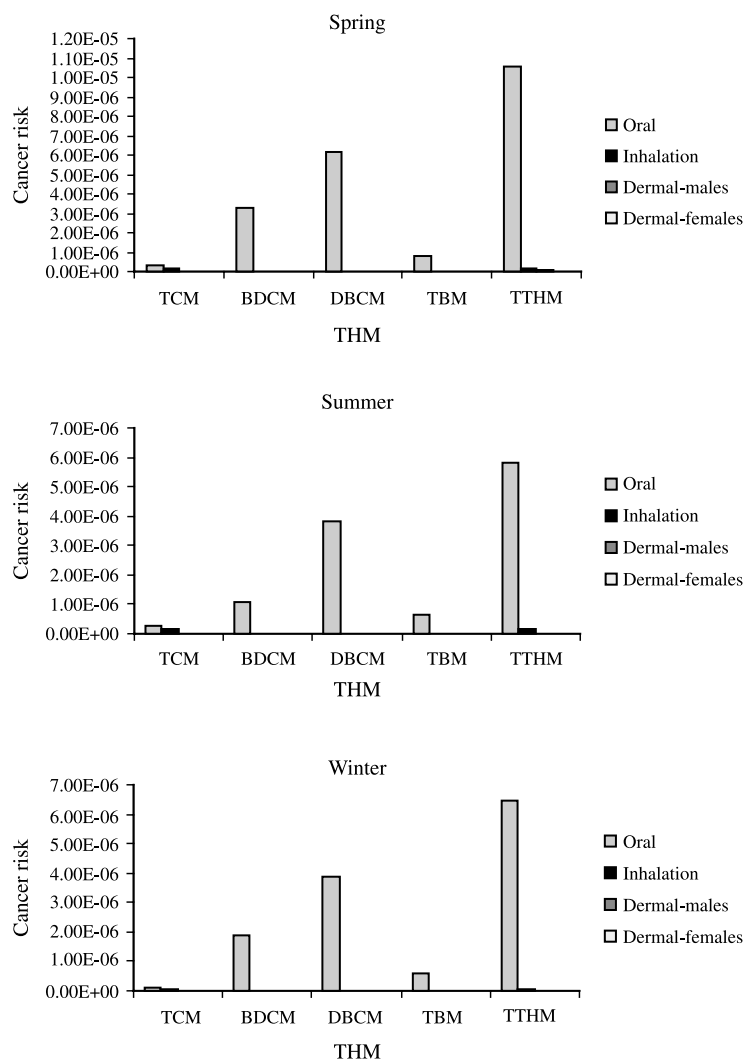 Spring
1.20E-05
1.10E-05
1.00E-05
9.00E-06
8.00E-06
7.00E-06
6.00E-06
5.00E-06
4.00E-06
3.00E-06
2.00E-06
1.00E-06
0.00E+00
Cancer risk
TCM BDCM DBCM TBM TTHM
THM
Oral
Inhalation
Dermal-males
Dermal-females
Summer
7.00E-06
6.00E-06
5.00E-06
4.00E-06
3.00E-06
2.00E-06
1.00E-06
0.00E+00
Cancer risk
TCM BDCM DBCM TBM TTHM
THM
Oral
Inhalation
Dermal-males
Dermal-females
Winter
7.00E-06
6.00E-06
5.00E-06
4.00E-06
3.00E-06
2.00E-06
1.00E-06
0.00E+00
Cancer risk
TCM BDCM DBCM TBM TTHM
THM
Oral
Inhalation
Dermal-males
Dermal-females